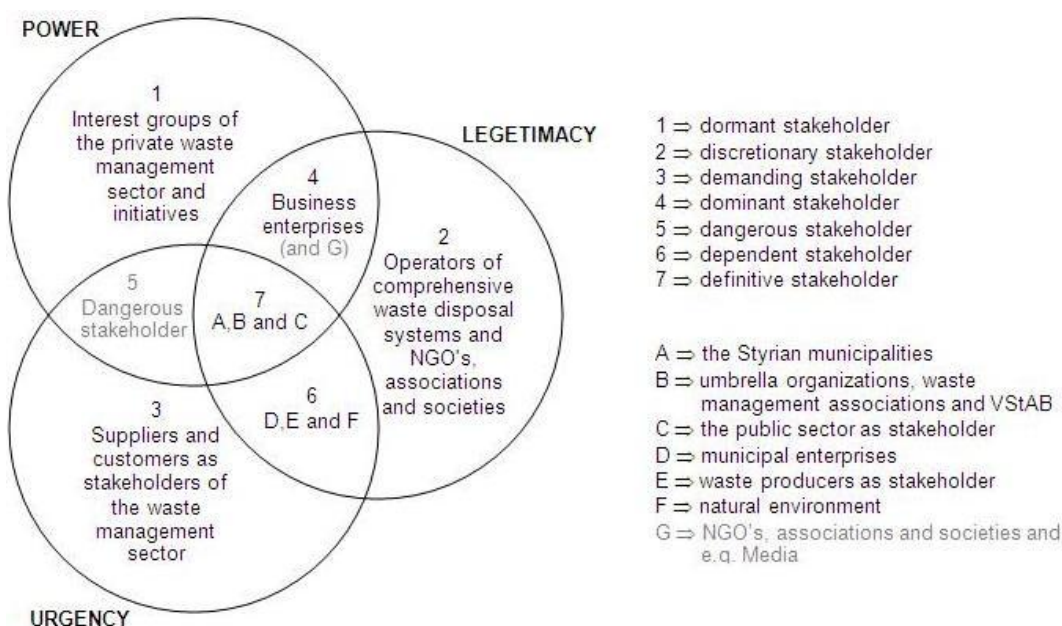 POWER
1
Interest groups of
the private waste
management
sector and
initiatives
LEGETIMACY
4
Business
enterprises
(and G)
2
Operators of
comprehensive
waste disposal
systems and
NGO's,
associations
and societies
5
Dangerous
stakeholder
7
A,B and C
6
D,E and F
3
Suppliers and
customers as
stakeholders of
the waste
management
sector
URGENCY
1 ⇒ dormant stakeholder
2 ⇒ discretionary stakeholder
3 ⇒ demanding stakeholder
4 ⇒ dominant stakeholder
5 ⇒ dangerous stakeholder
6 ⇒ dependent stakeholder
7 ⇒ definitive stakeholder
A ⇒ the Styrian municipalities
B ⇒ umbrella organizations, waste
management associations and VStAB
C ⇒ the public sector as stakeholder
D ⇒ municipal enterprises
E ⇒ waste producers as stakeholder
F ⇒ natural environment
G ⇒ NGO's, associations and societies and
e.g. Media